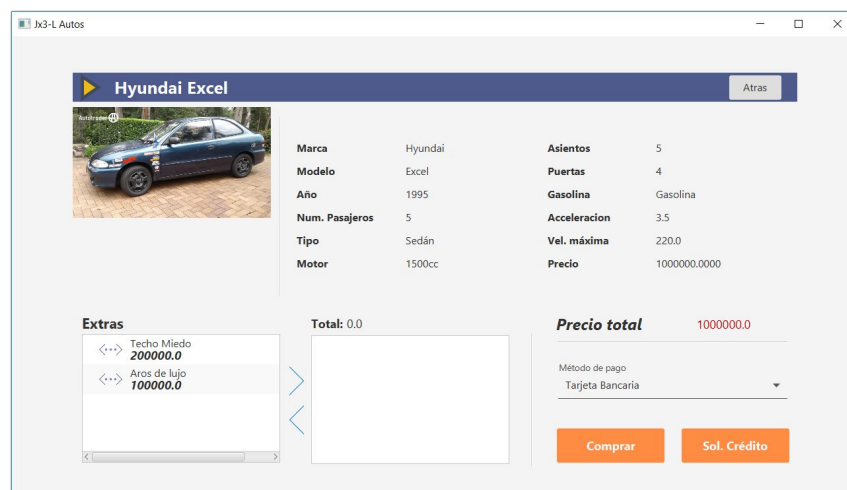 Jx3-L Autos
Hyundai Excel
Atras
Autotrader
Marca Hyundai Asientos 5
Modelo Excel Puertas 4
Año 1995 Gasolina Gasolina
Num. Pasajeros 5 Acceleracion 3.5
Tipo Sedán Vel. máxima 220.0
Motor 1500cc Precio 1000000.0000
Extras
Techo Miedo
200000.0
Aros de lujo
100000.0
Total: 0.0
Precio total 1000000.0
Método de pago
Tarjeta Bancaria
Comprar Sol. Crédito